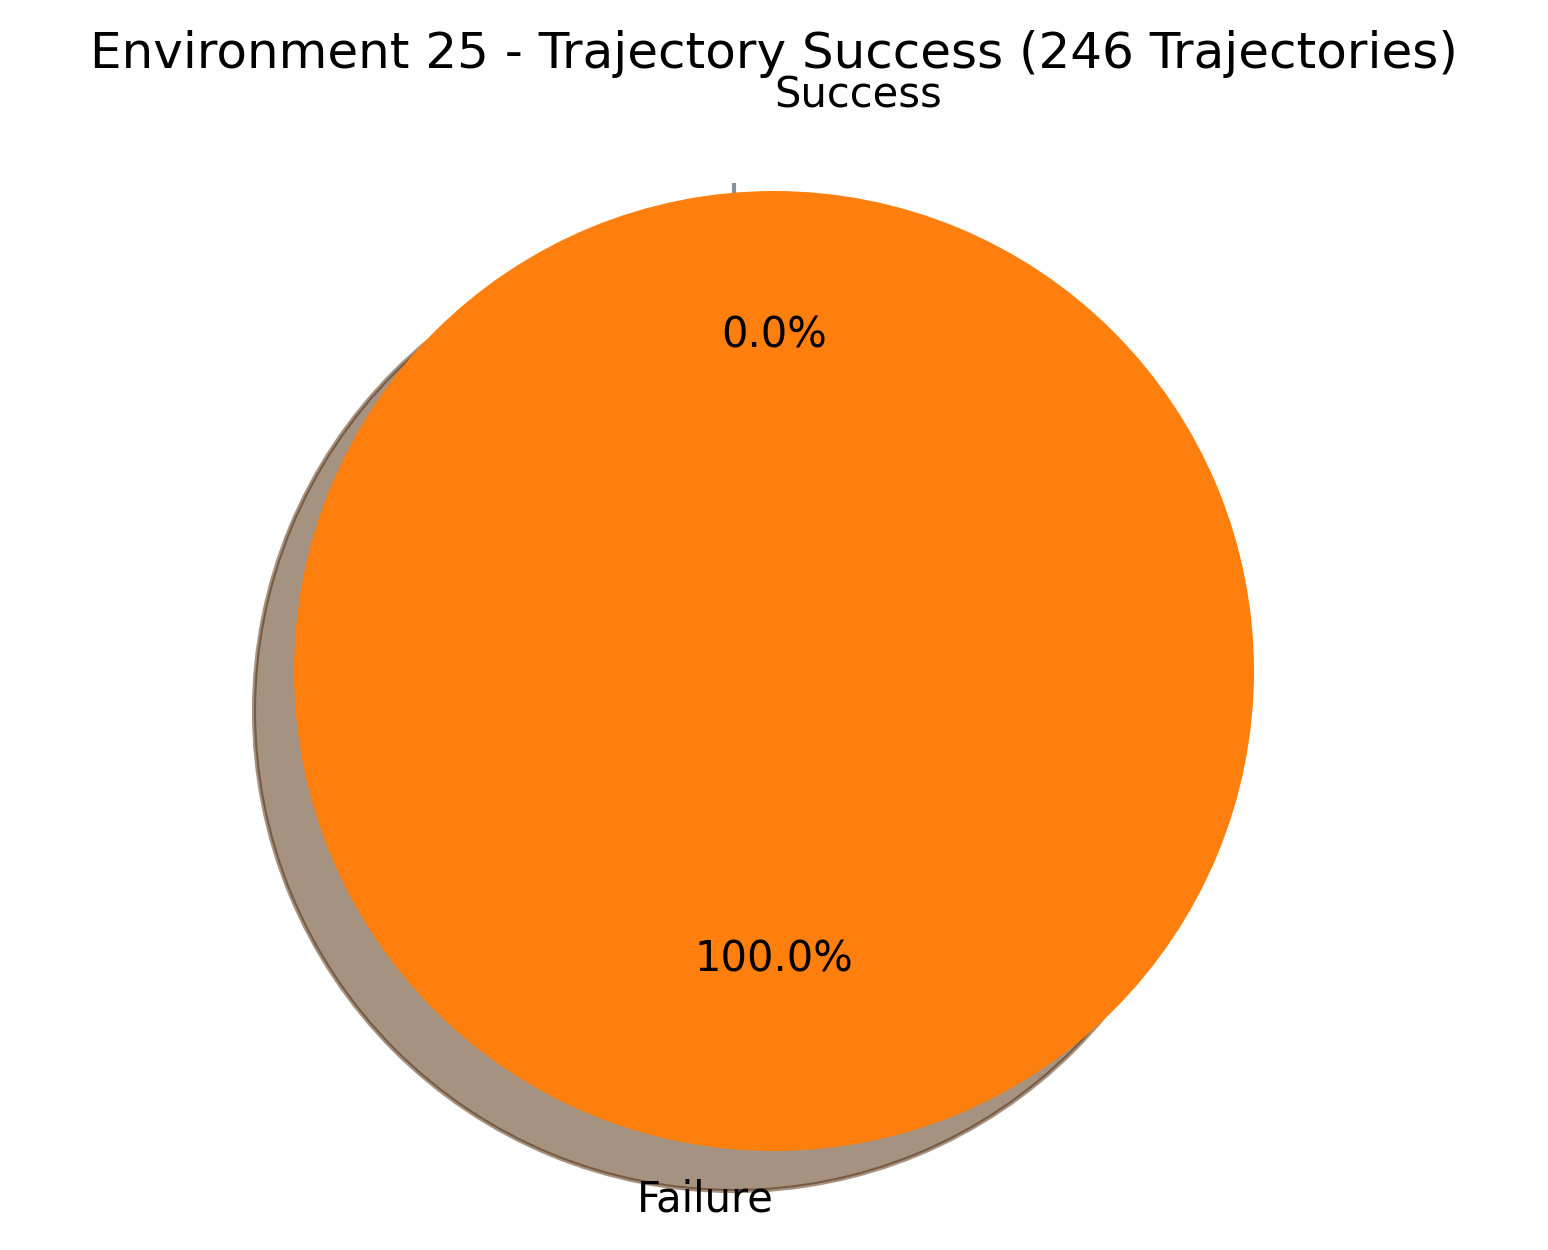 Environment 25 - Trajectory Success (246 Trajectories)
Success
0.0%
100.0%
Failure